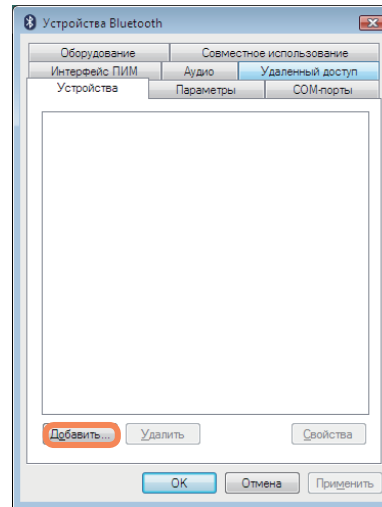 Устройства Bluetooth
Оборудование Совместное использование
Интерфейс ПИМ Аудио Удаленный доступ
Устройства Параметры COM-порты
Добавить... Удалить Свойства
OK Отмена Применить